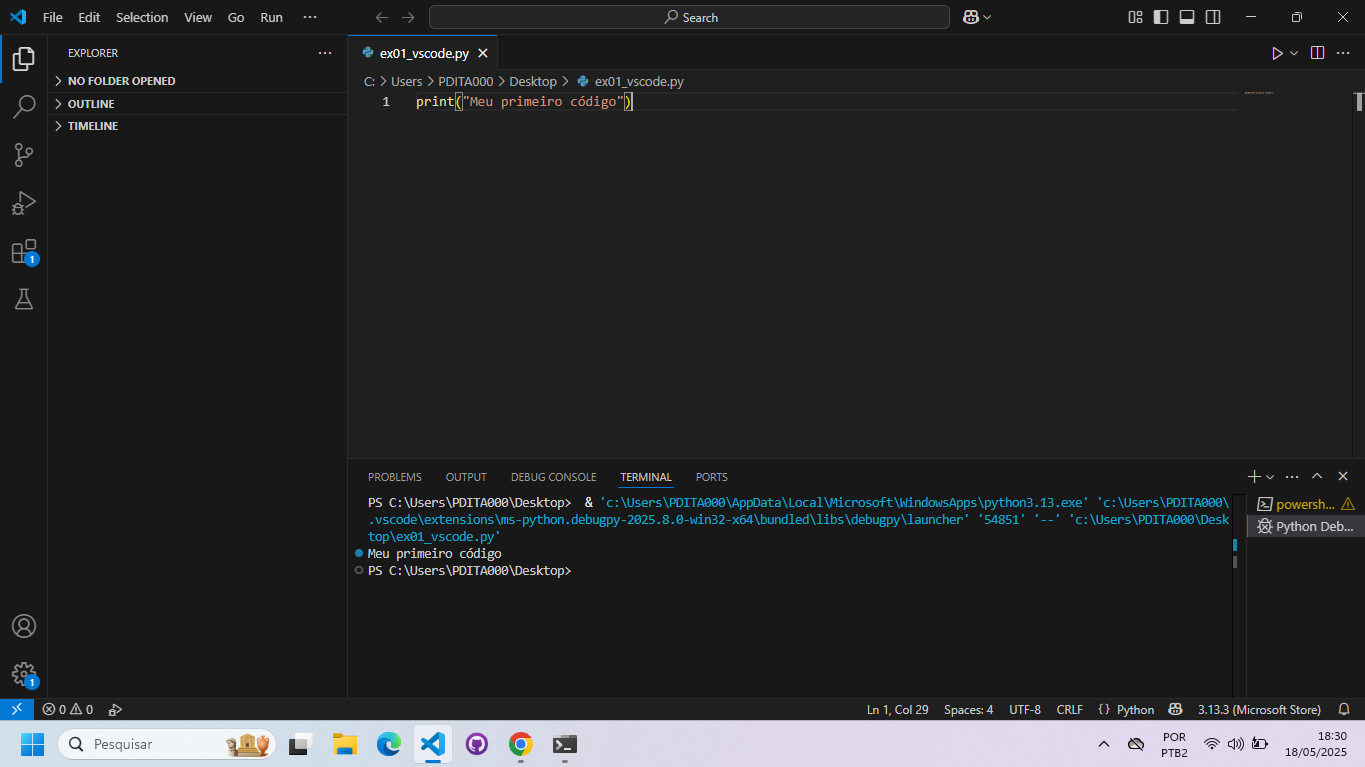 File Edit Selection View Go Run ···
Search
EXPLORER ···
NO FOLDER OPENED
OUTLINE
TIMELINE
1
1
ex01_vscode.py
C: > Users > PDITA000 > Desktop > ex01_vscode.py
1 print("Meu primeiro código")
PROBLEMS OUTPUT DEBUG CONSOLE TERMINAL PORTS
PS C:\Users\PDITA000\Desktop> & 'c:\Users\PDITA000\AppData\Local\Microsoft\WindowsApps\python3.13.exe' 'c:\Users\PDITA000\
.vscode\extensions\ms-python.debugpy-2025.8.0-win32-x64\bundled\libs\debugpy\launcher' '54851' '--' 'c:\Users\PDITA000\Desk
top\ex01_vscode.py'
Meu primeiro código
PS C:\Users\PDITA000\Desktop>
powersh...
Python Deb...
0 0 Ln 1, Col 29 Spaces: 4 UTF-8 CRLF {} Python 3.13.3 (Microsoft Store)
Pesquisar
POR
PTB2
18:30
18/05/2025